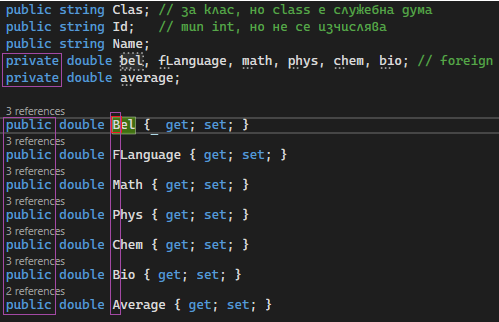 public string Clas; // за клас, но class е служебна дума
public string Id; // тип int, но не се изчислява
public string Name;
private double bel, fLanguage, math, phys, chem, bio; // foreign
private double average;
3 references
public double Bel { get; set; }
3 references
public double FLanguage { get; set; }
3 references
public double Math { get; set; }
3 references
public double Phys { get; set; }
3 references
public double Chem { get; set; }
3 references
public double Bio { get; set; }
2 references
public double Average { get; set; }